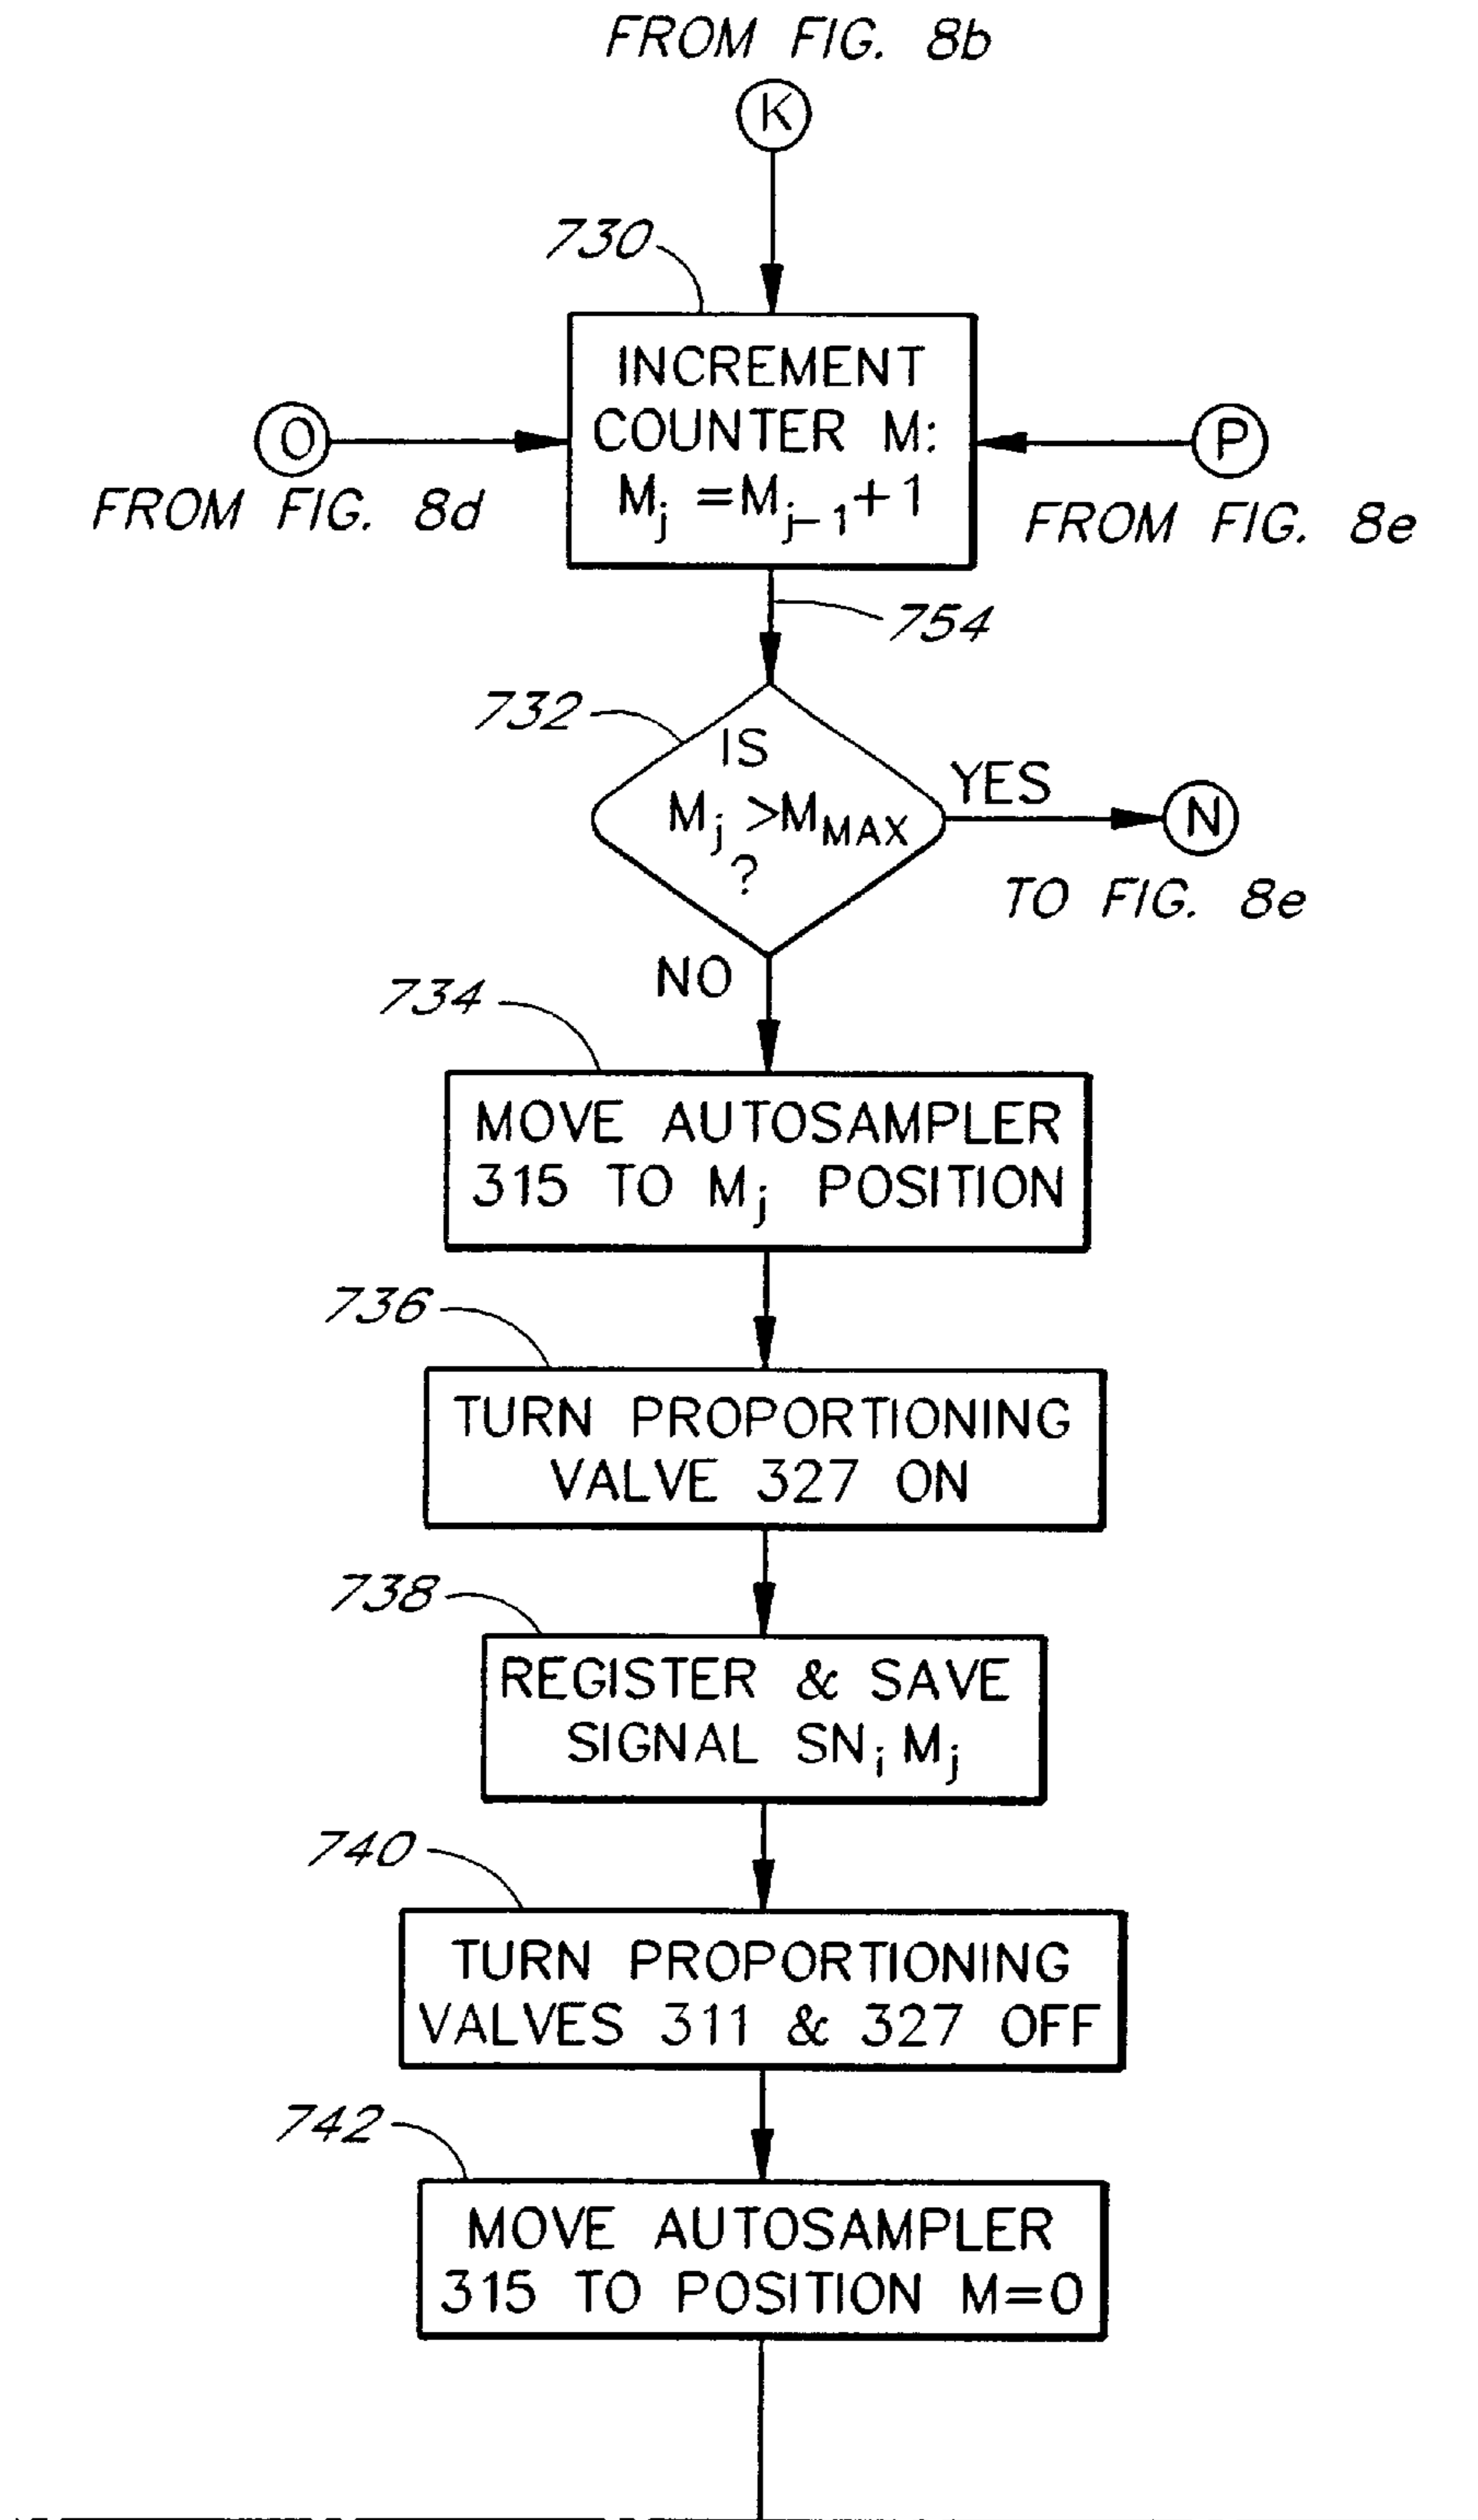 FROM FIG. 8b
K
730
INCREMENT
COUNTER M:
Mj =Mj-1+1
O
FROM FIG. 8d
P
FROM FIG. 8e
754
732
IS
Mj >MMAX
?
YES
N
TO FIG. 8e
NO
734
MOVE AUTOSAMPLER
315 TO Mj POSITION
736
TURN PROPORTIONING
VALVE 327 ON
738
REGISTER & SAVE
SIGNAL SNi Mj
740
TURN PROPORTIONING
VALVES 311 & 327 OFF
742
MOVE AUTOSAMPLER
315 TO POSITION M=0